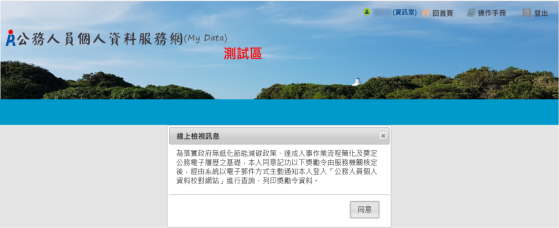 (資訊室) 回首頁 操作手冊 登出
公務人員個人資料服務網(My Data)
測試區
線上檢視訊息
為落實政府無紙化節能減碳政策、達成人事作業流程簡化及奠定
公務電子履歷之基礎，本人同意記功以下獎勵令由服務機關核定
後，經由系統以電子郵件方式主動通知本人登入「公務人員個人
資料校對網站」進行查詢、列印獎勵令資料。
同意